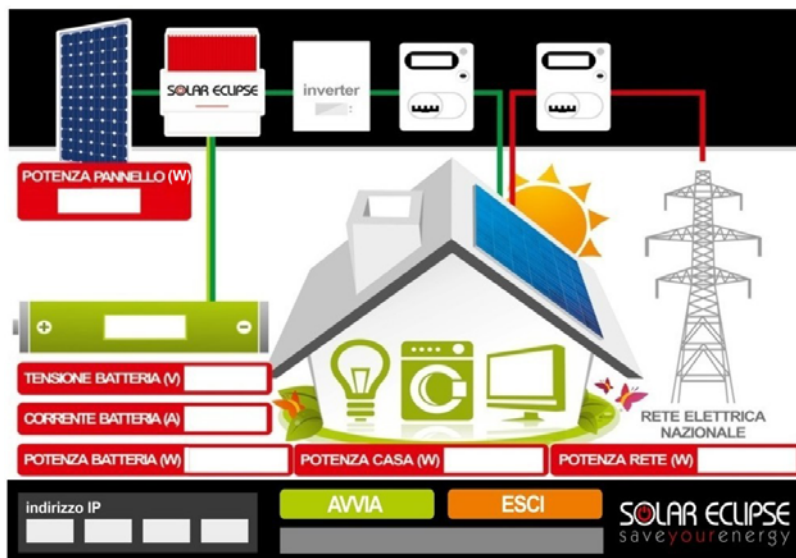 SOLAR ECLIPSE
inverter
POTENZA PANNELLO (W)
+
-
TENSIONE BATTERIA (V)
CORRENTE BATTERIA (A)
RETE ELETTRICA
NAZIONALE
POTENZA BATTERIA (W)
POTENZA CASA (W)
POTENZA RETE (W)
indirizzo IP
AVVIA
ESCI
SOLAR ECLIPSE
saveyourenergy